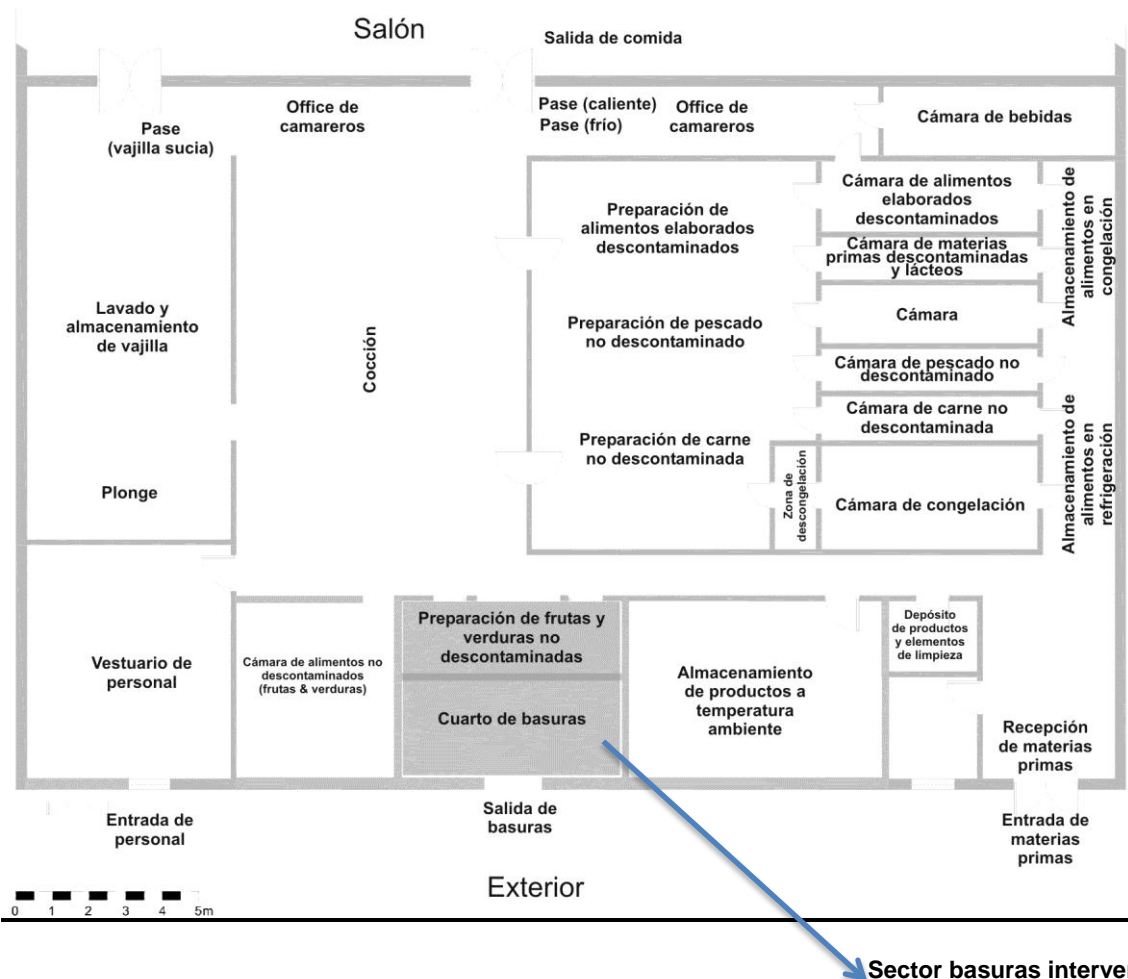 Salón
Salida de comida
Pase
(vajilla sucia)
Office de
camareros
Pase (caliente)
Pase (frío)
Office de
camareros
Cámara de bebidas
Preparación de
alimentos elaborados
descontaminados
Cámara de alimentos
elaborados
descontaminados
Cámara de materias
primas descontaminadas
y lácteos
Almacenamiento de
alimentos en
congelación
Lavado y
almacenamiento
de vajilla
Cocción
Preparación de pescado
no descontaminado
Cámara
Cámara de pescado no
descontaminado
Cámara de carne no
descontaminada
Preparación de carne
no descontaminada
Almacenamiento de
alimentos en
refrigeración
Plonge
Zona de
descongelación
Cámara de congelación
Vestuario de
personal
Cámara de alimentos no
descontaminados
(frutas & verduras)
Preparación de frutas y
verduras no
descontaminadas
Cuarto de basuras
Almacenamiento
de productos a
temperatura
ambiente
Depósito
de productos
y elementos
de limpieza
Recepción
de materias
primas
Entrada de
personal
Salida de
basuras
Entrada de
materias
primas
Exterior
0 1 2 3 4 5m
Sector basuras interve